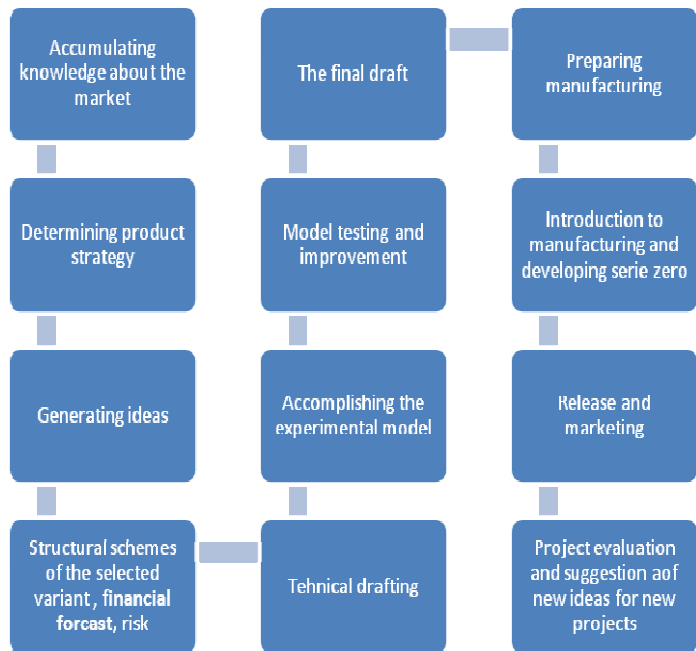 Accumulating
knowledge about the
market
Determining product
strategy
Generating ideas
Structural schemes
of the selected
variant , financial
forcast, risk
Tehnical drafting
Accomplishing the
experimental model
Model testing and
improvement
The final draft
Preparing
manufacturing
Introduction to
manufacturing and
developing serie zero
Release and
marketing
Project evaluation
and suggestion aof
new ideas for new
projects